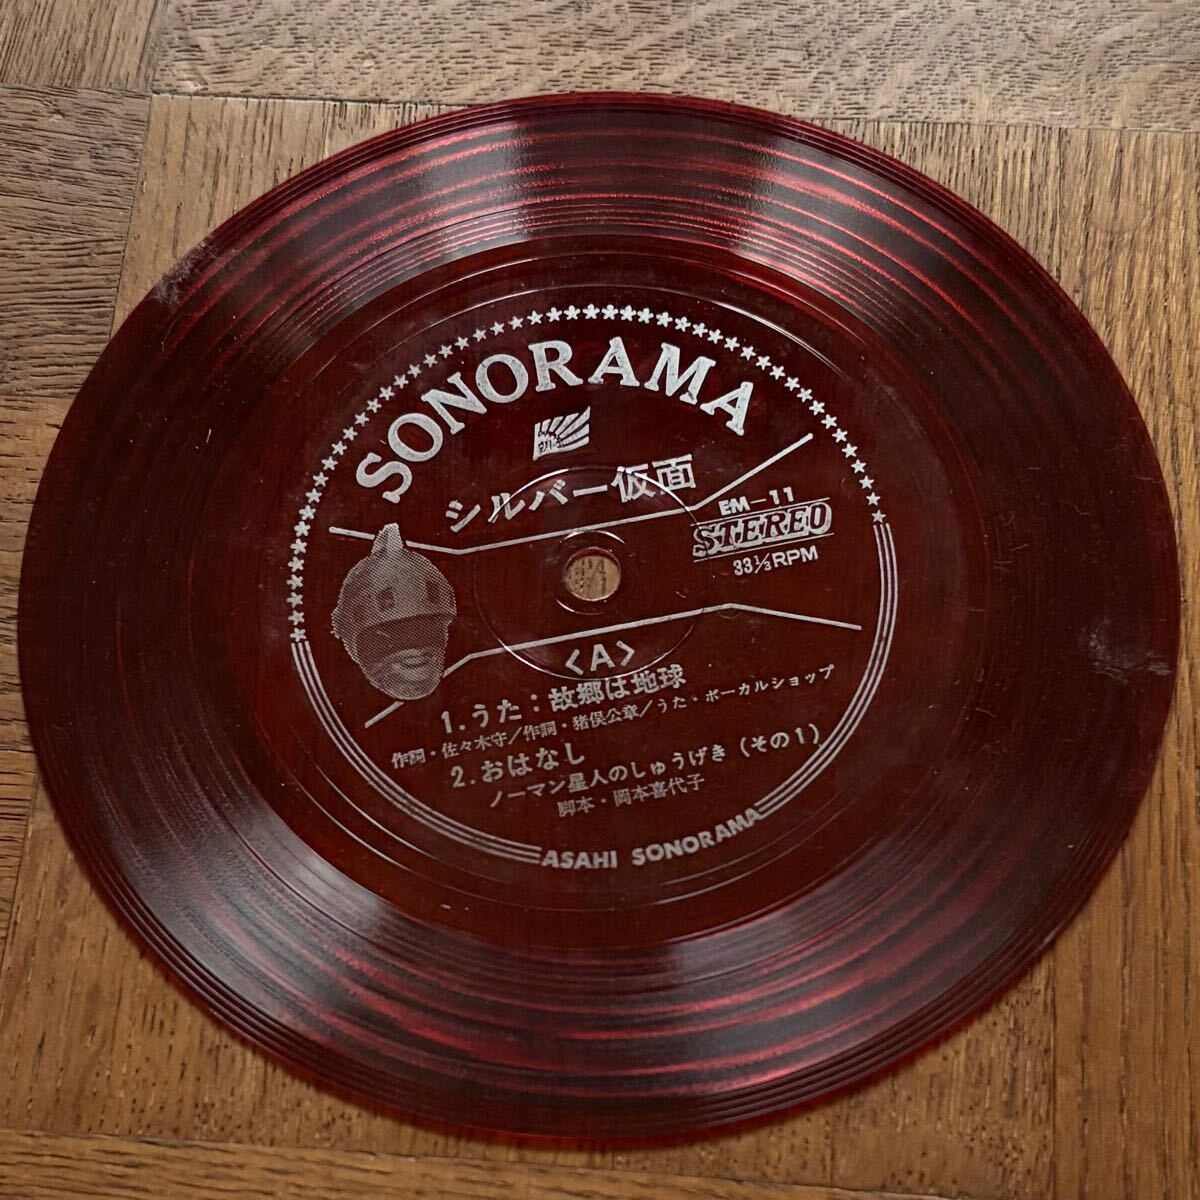 SONORAMA
シルバー仮面
EM-11
STEREO
33⅓RPM
<A>
1.うた：故郷は地球
作詞・佐々木守／作詞・猪俣公章／うた・ボーカルショップ
2.おはなし
ノーマン星人のしゅうげき（その1）
脚本・岡本喜代子
ASAHI SONORAMA